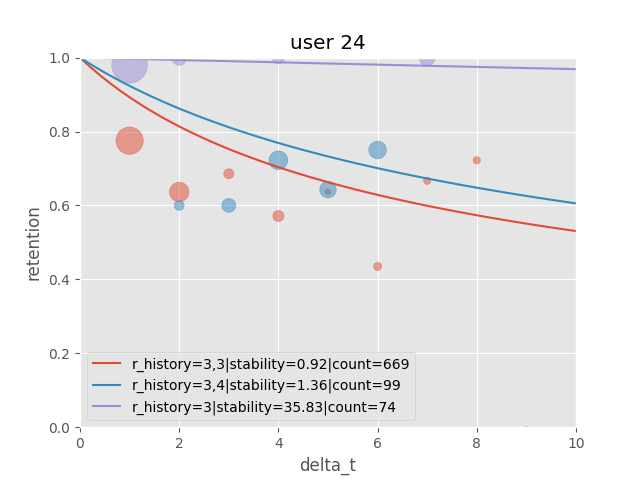 user 24
1.0
0.8
0.6
0.4
0.2
0.0
retention
r_history=3,3|stability=0.92|count=669
r_history=3,4|stability=1.36|count=99
r_history=3|stability=35.83|count=74
0
2
4
6
8
10
delta_t